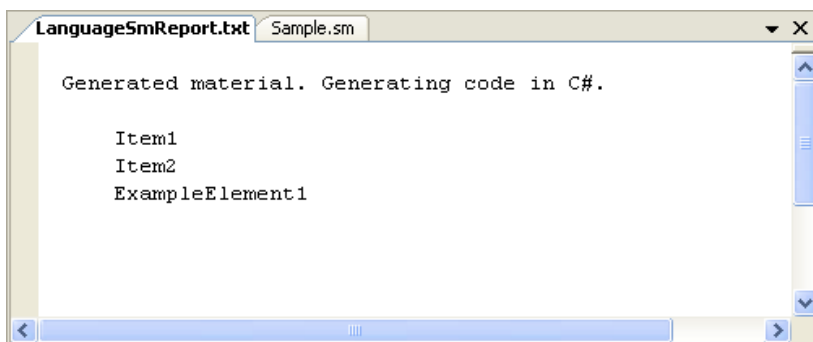 LanguageSmReport.txt Sample.sm
Generated material. Generating code in C#.
Item1
Item2
ExampleElement1